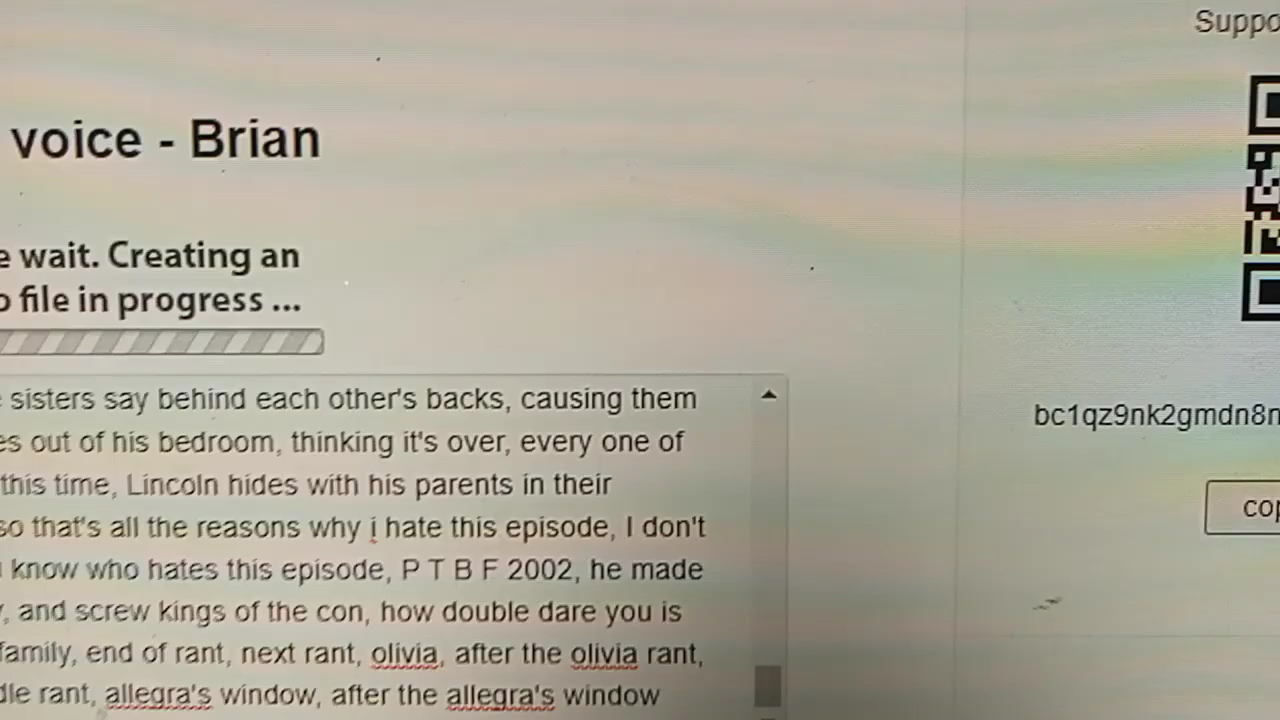 Suppo
voice - Brian
e wait. Creating an
o file in progress ...
sisters say behind each other's backs, causing them
es out of his bedroom, thinking it's over, every one of
this time, Lincoln hides with his parents in their
so that's all the reasons why i hate this episode, I don't
know who hates this episode, P T B F 2002, he made
, and screw kings of the con, how double dare you is
family, end of rant, next rant, olivia, after the olivia rant,
dle rant, allegra's window, after the allegra's window
bc1qz9nk2gmdn8n
cop